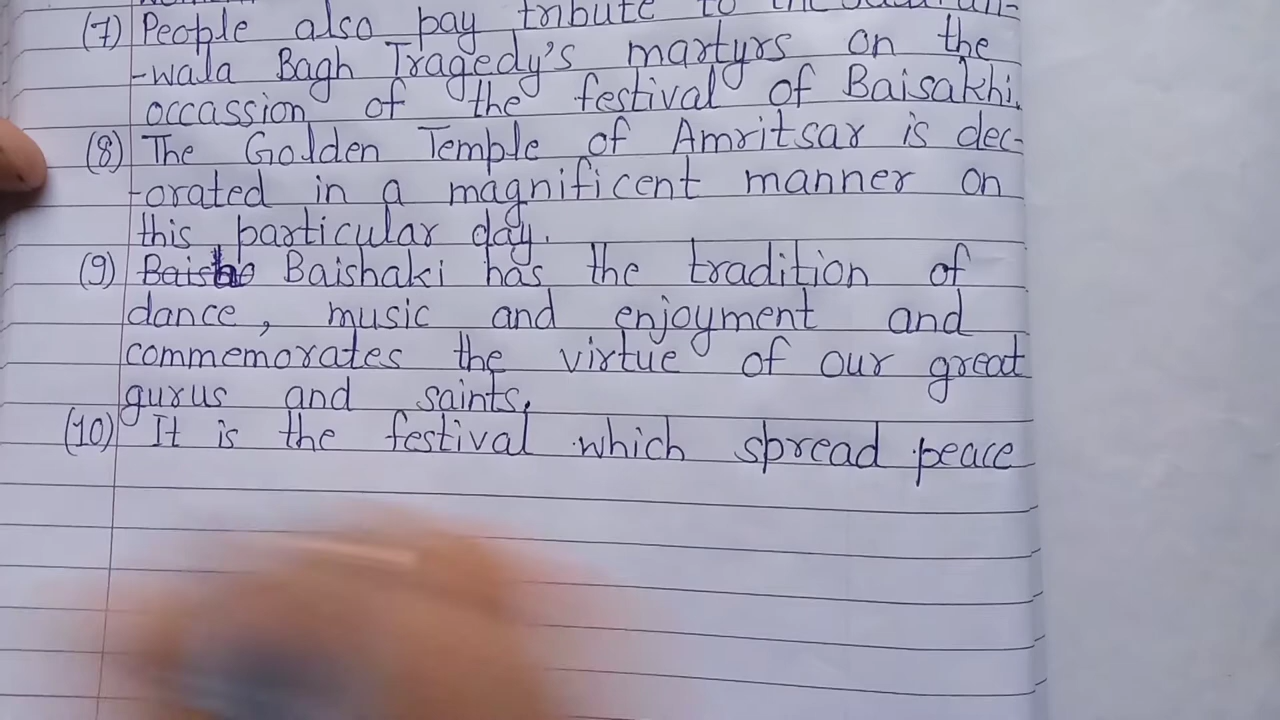 (7) People also pay tribute to the
-wala Bagh Tragedy's martyrs on the
occassion of the festival of Baisakhi.
(8) The Golden Temple of Amritsar is dec-
-orated in a magnificent manner on
this particular day.
(9) Baishaki has the tradition of
dance, music and enjoyment and
commemorates the virtue of our great
gurus and saints.
(10) It is the festival which spread peace